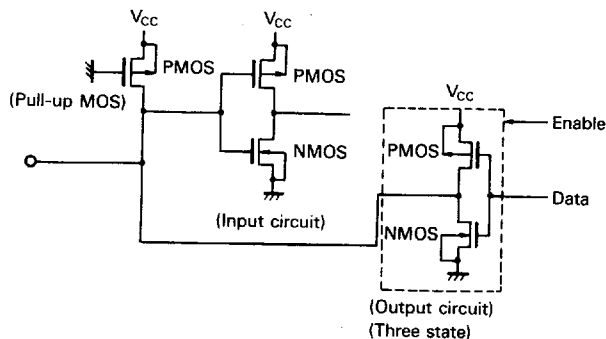 VCC
VCC
PMOS
PMOS
(Pull-up MOS)
VCC
Enable
PMOS
NMOS
Data
(Input circuit)
NMOS
(Output circuit)
(Three state)